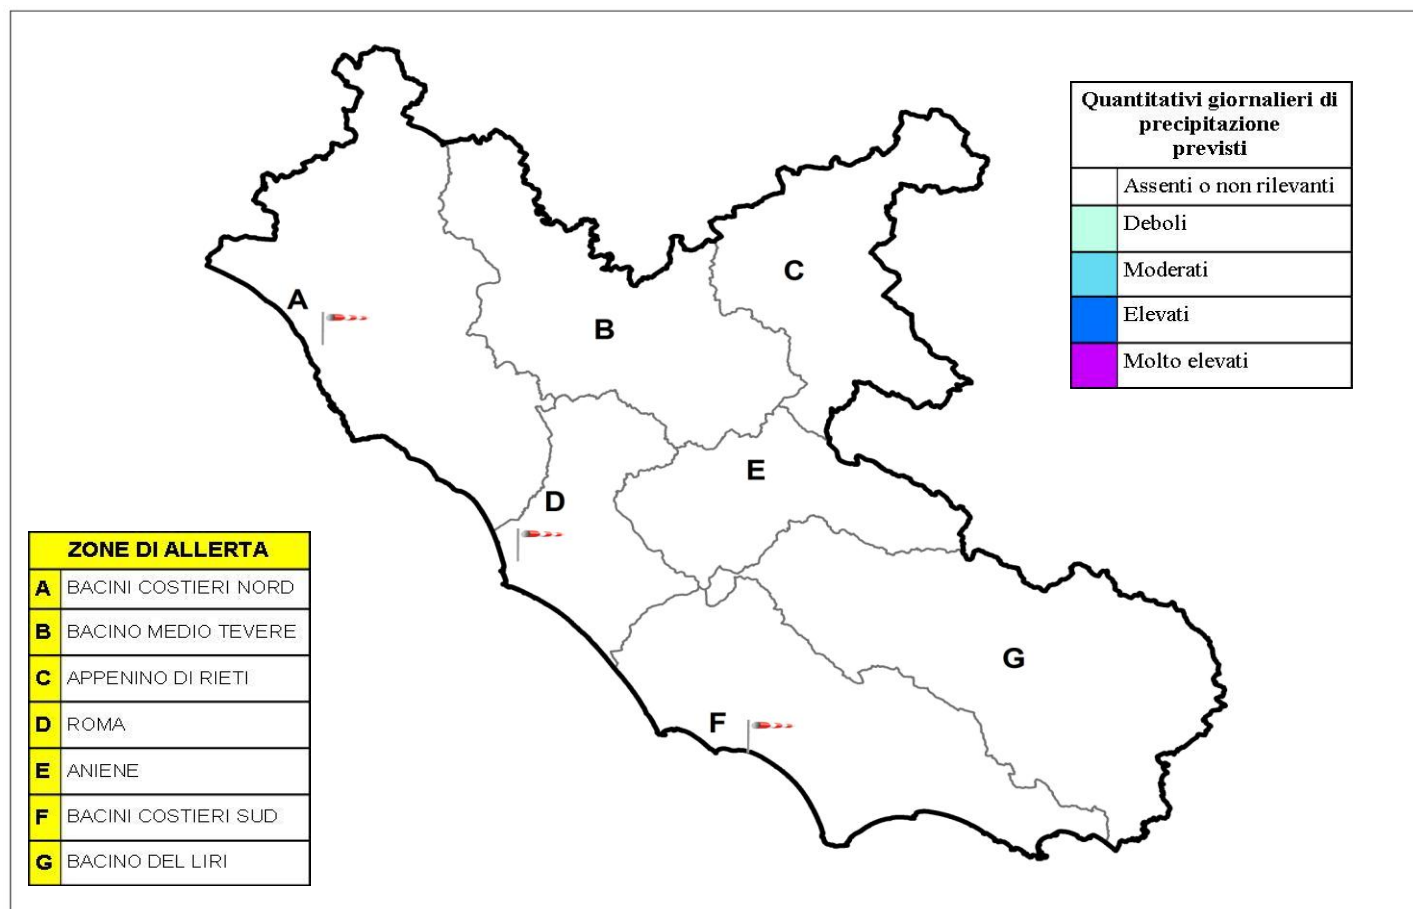 Quantitativi giornalieri di
precipitazione
previsti
Assenti o non rilevanti
Deboli
Moderati
Elevati
Molto elevati
A
B
C
D
E
F
G
ZONE DI ALLERTA
A BACINI COSTIERI NORD
B BACINO MEDIO TEVERE
C APPENINO DI RIETI
D ROMA
E ANIENE
F BACINI COSTIERI SUD
G BACINO DEL LIRI